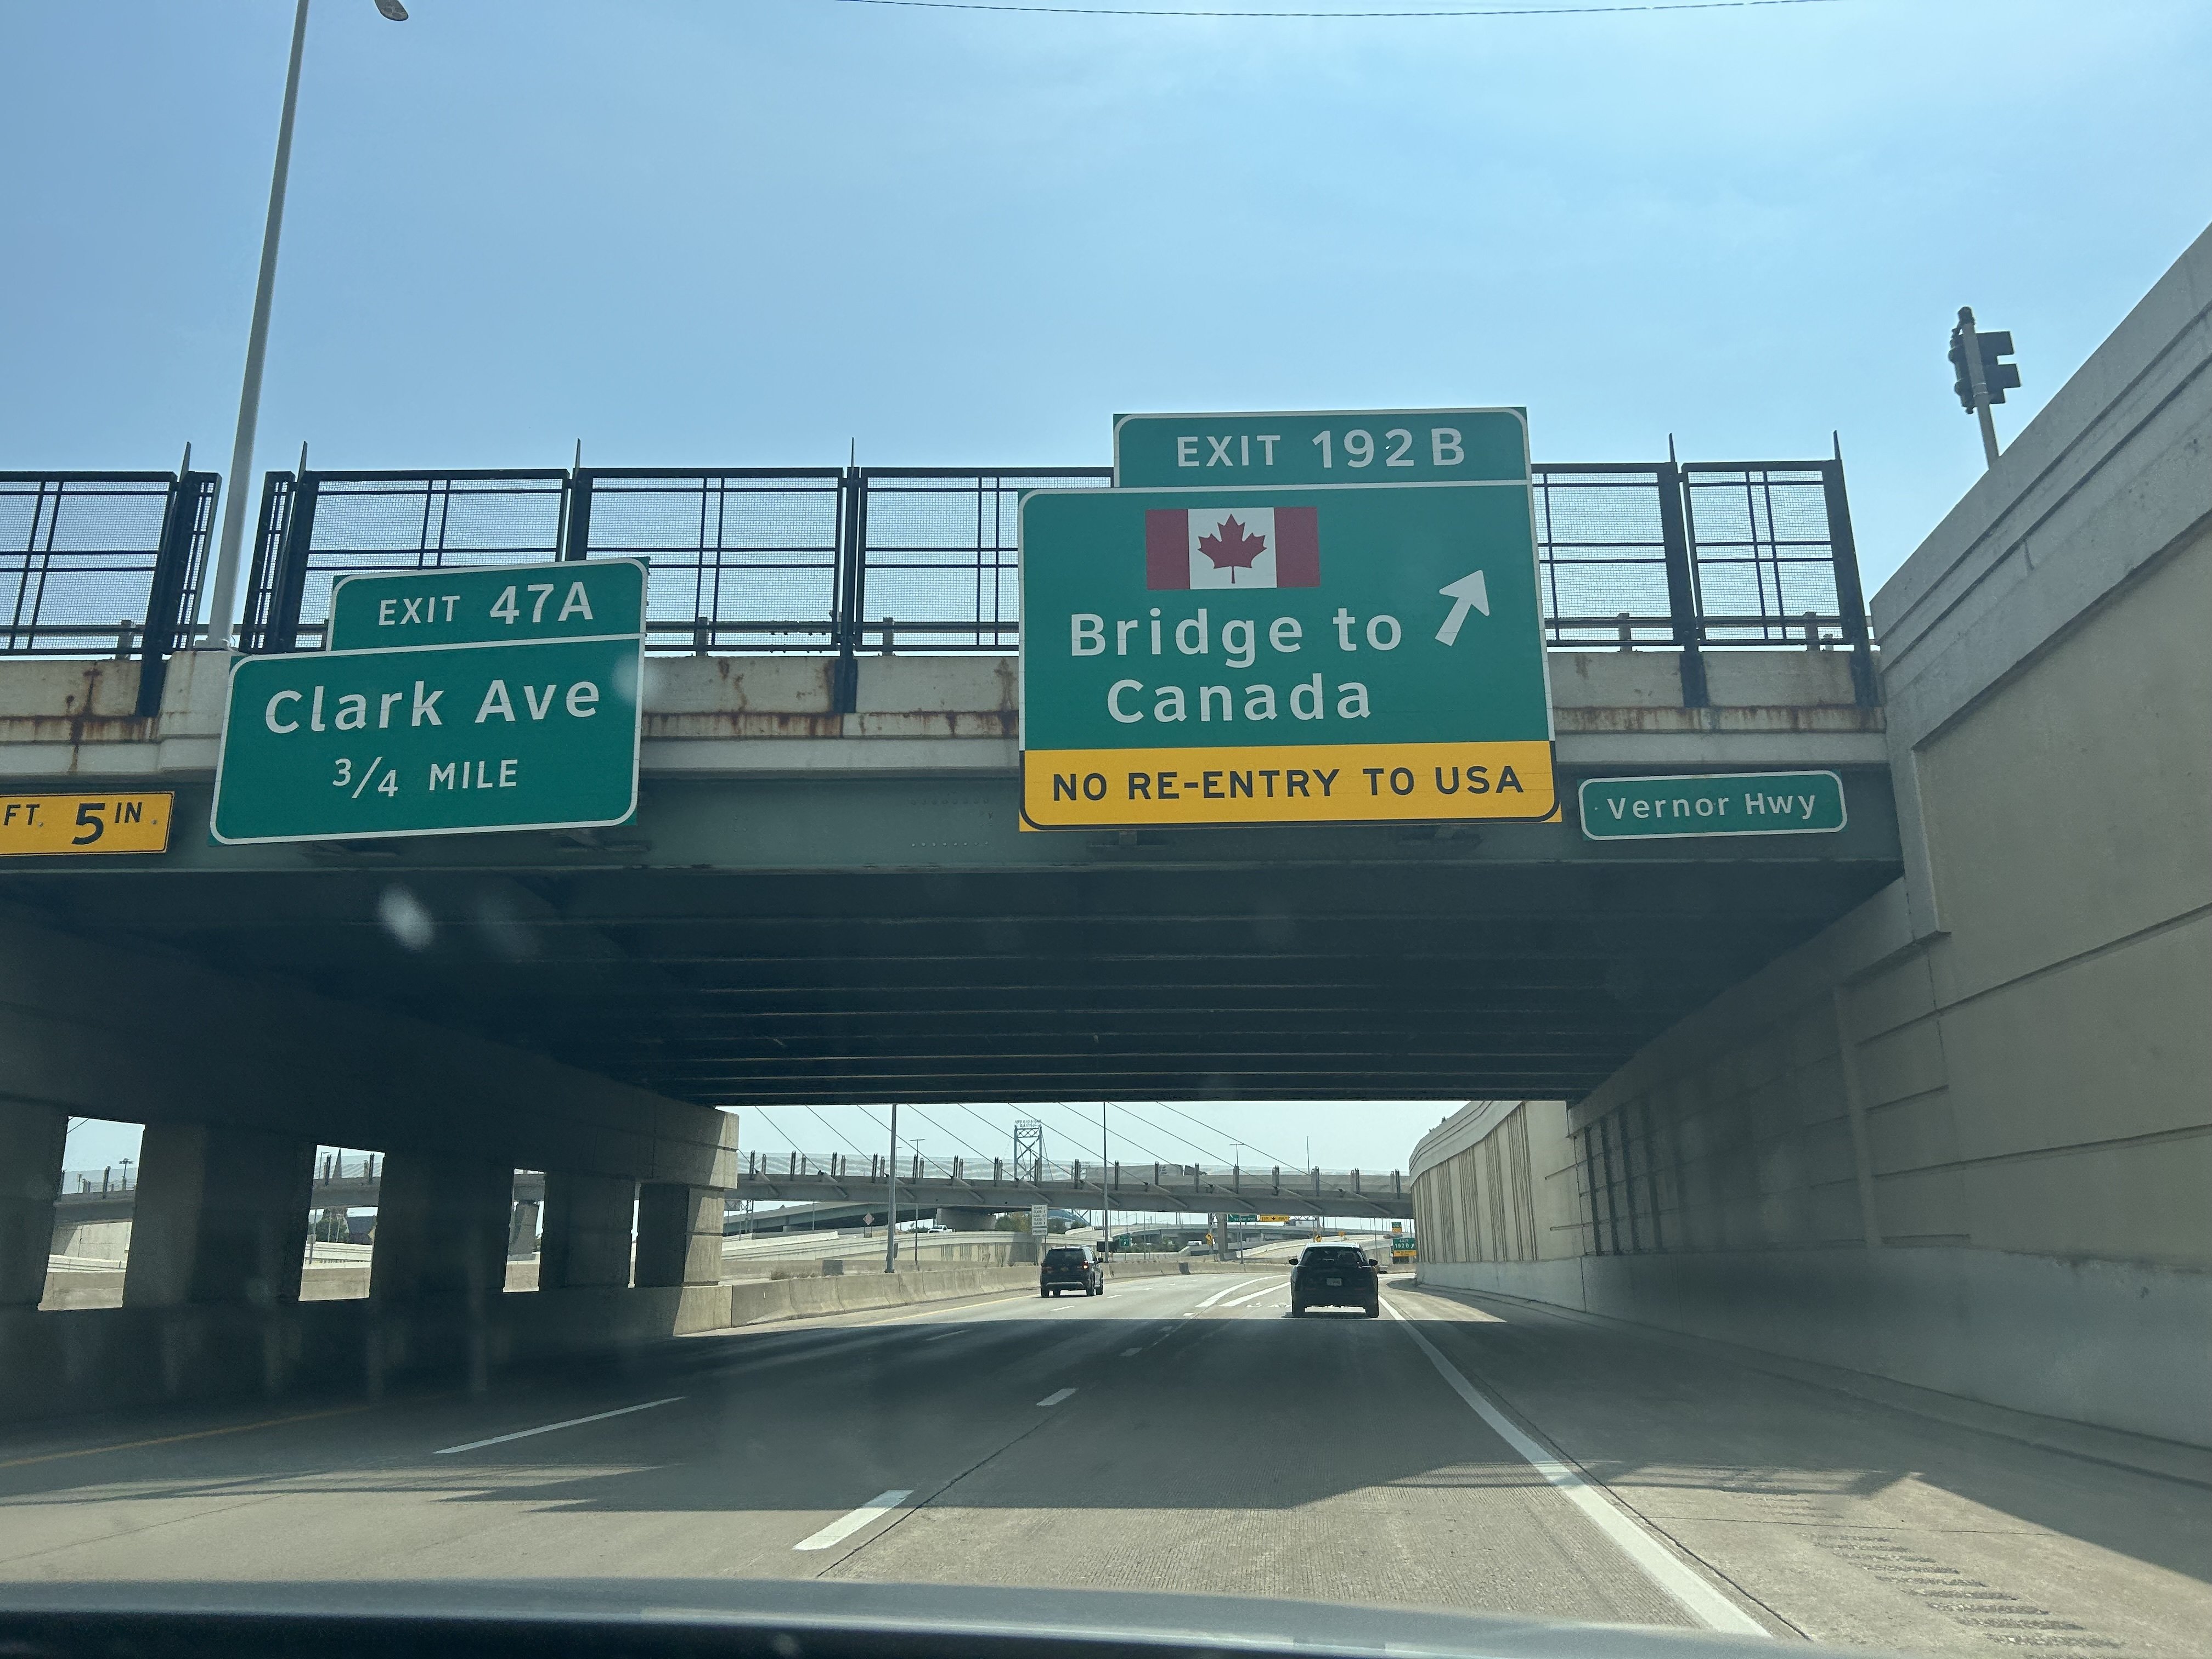 EXIT 47A
Clark Ave
3/4 MILE
FT. 5 IN.
EXIT 192B
Bridge to
Canada
NO RE-ENTRY TO USA
Vernor Hwy